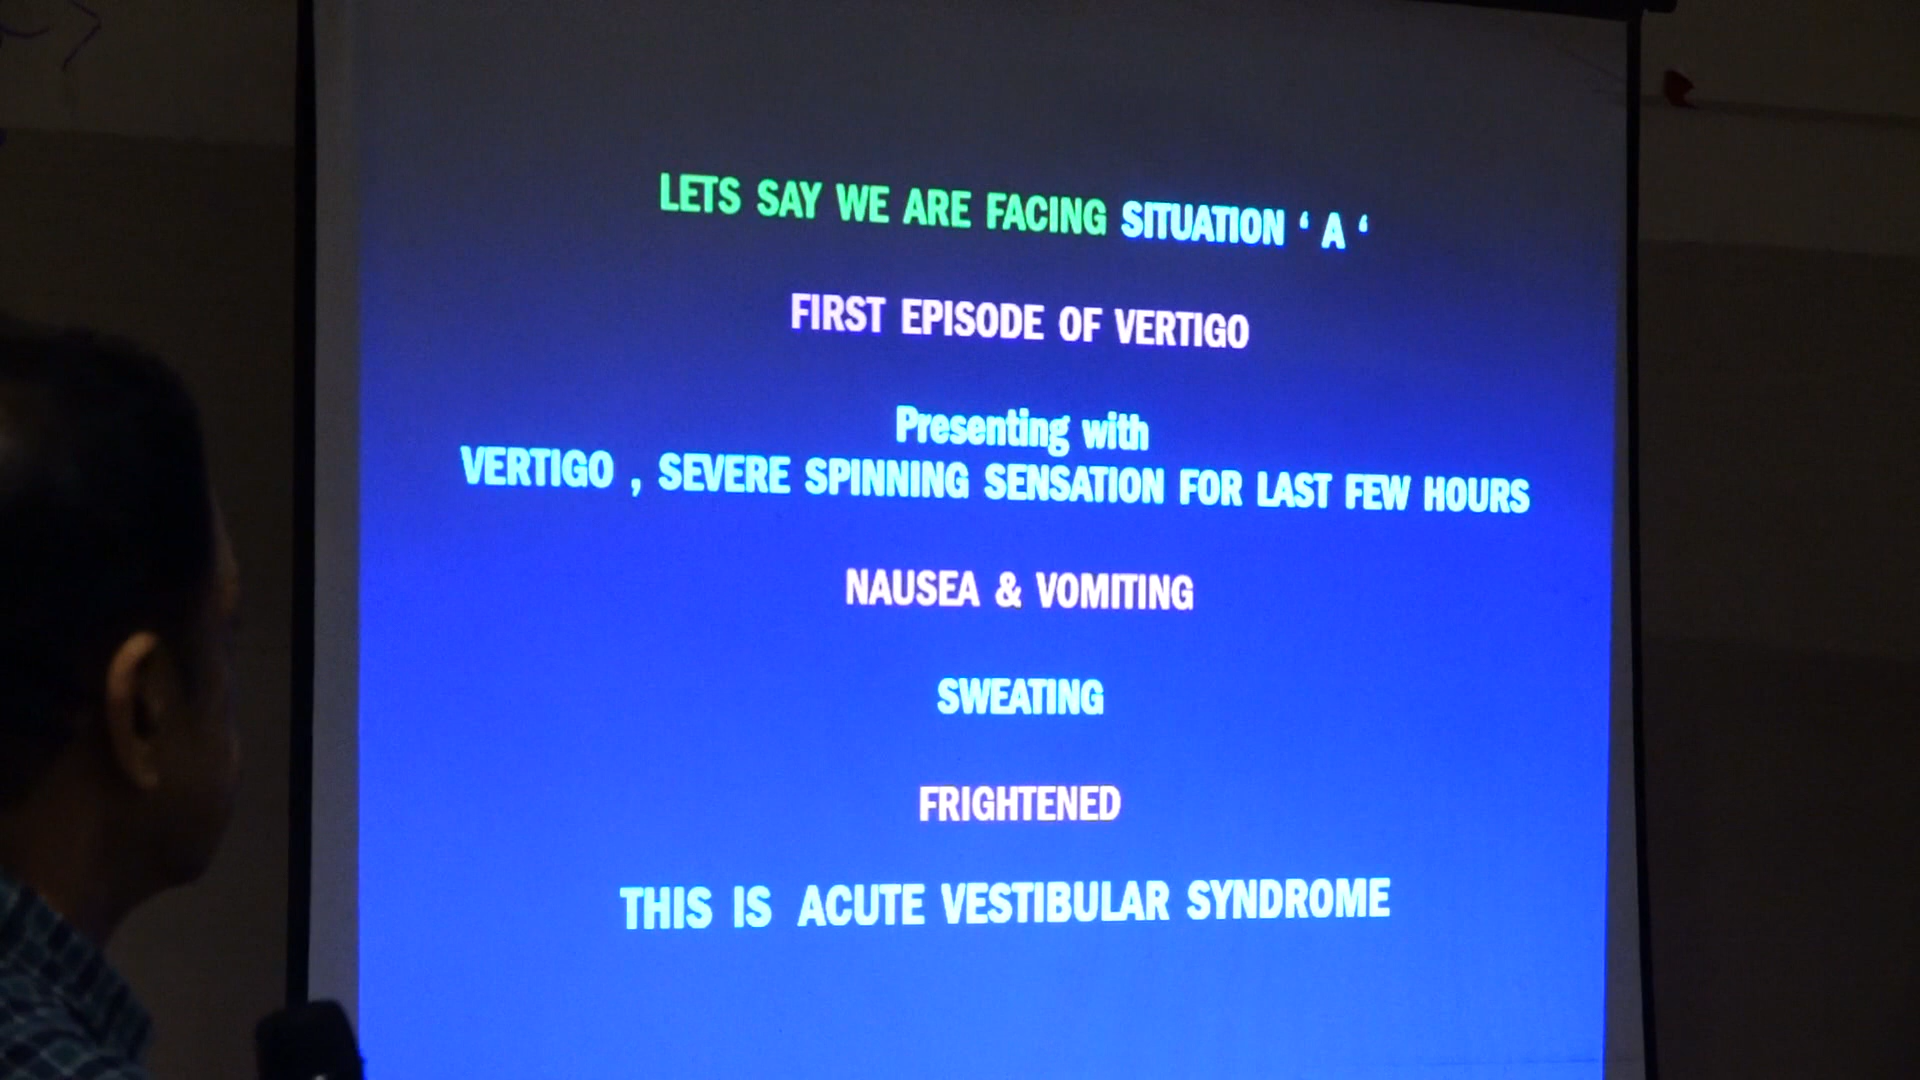 LETS SAY WE ARE FACING SITUATION ‘ A ‘
FIRST EPISODE OF VERTIGO
Presenting with
VERTIGO , SEVERE SPINNING SENSATION FOR LAST FEW HOURS
NAUSEA & VOMITING
SWEATING
FRIGHTENED
THIS IS ACUTE VESTIBULAR SYNDROME